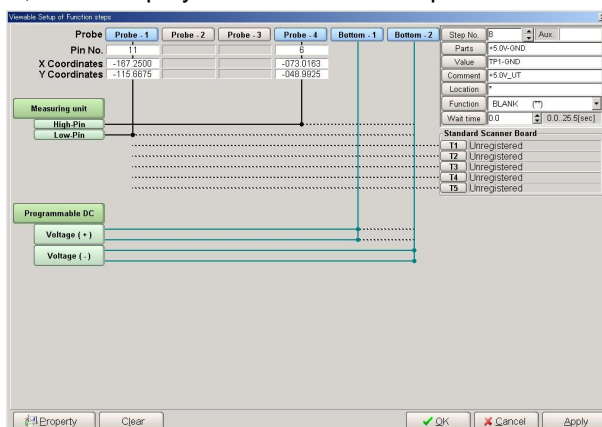 Viewable Setup of Function steps
Probe Probe - 1 Probe - 2 Probe - 3 Probe - 4 Bottom - 1 Bottom - 2
Pin No. 11 6
X Coordinates -167.2500 -073.0163
Y Coordinates -115.6675 -048.9925
Measuring unit
High-Pin
Low-Pin
Programmable DC
Voltage ( + )
Voltage ( - )
Step No. 8 Aux.
Parts +5.0V-GND
Value TP1-GND
Comment +5.0V_UT
Location *
Function BLANK (**)
Wait time 0.0 0.0..25.5[sec]
Standard Scanner Board
T1 Unregistered
T2 Unregistered
T3 Unregistered
T4 Unregistered
T5 Unregistered
Property Clear OK Cancel Apply